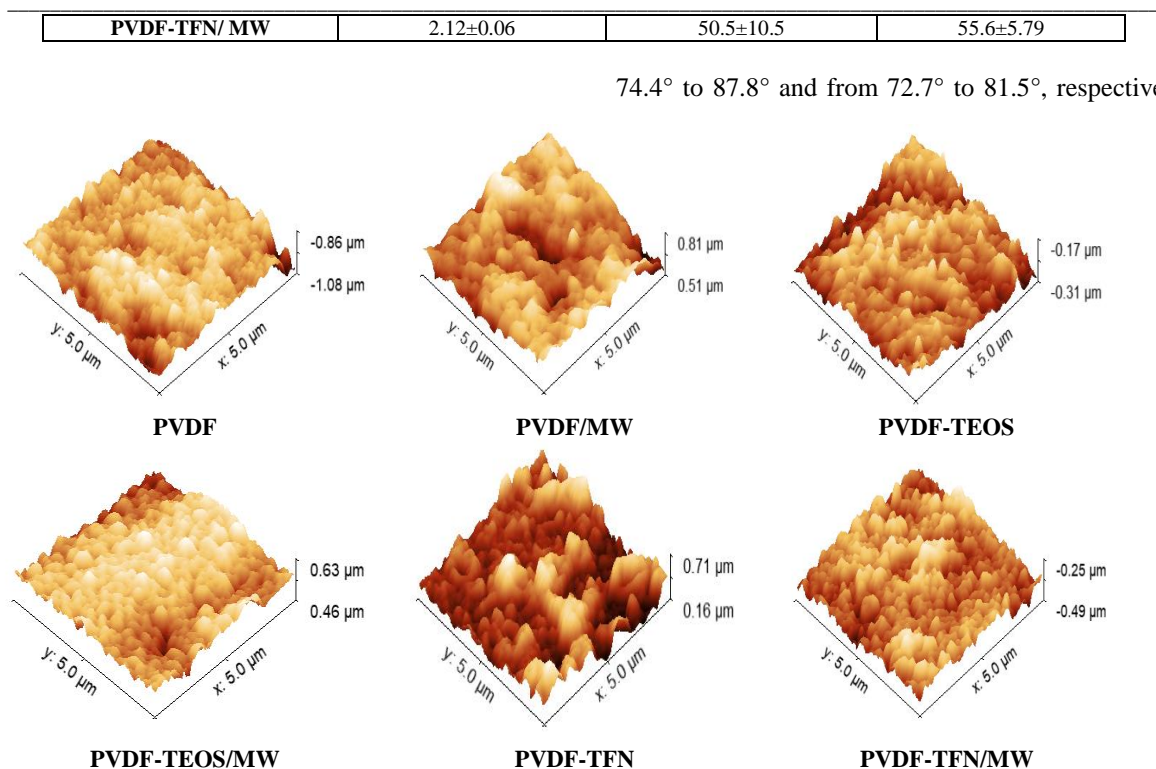 PVDF-TFN/ MW 2.12±0.06 50.5±10.5 55.6±5.79
74.4° to 87.8° and from 72.7° to 81.5°, respective
-0.86 µm
-1.08 µm
y: 5.0 µm
x: 5.0 µm
PVDF
0.81 µm
0.51 µm
y: 5.0 µm
x: 5.0 µm
PVDF/MW
-0.17 µm
-0.31 µm
y: 5.0 µm
x: 5.0 µm
PVDF-TEOS
0.63 µm
0.46 µm
y: 5.0 µm
x: 5.0 µm
PVDF-TEOS/MW
0.71 µm
0.16 µm
y: 5.0 µm
x: 5.0 µm
PVDF-TFN
-0.25 µm
-0.49 µm
y: 5.0 µm
x: 5.0 µm
PVDF-TFN/MW